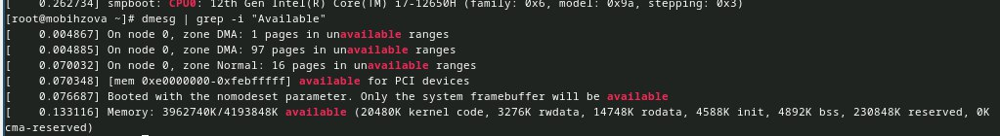 [    0.262734] smpboot: CPU0: 12th Gen Intel(R) Core(TM) i7-12650H (family: 0x6, model: 0x9a, stepping: 0x3)
[root@mobihzova ~]# dmesg | grep -i "Available"
[    0.004867] On node 0, zone DMA: 1 pages in unavailable ranges
[    0.004885] On node 0, zone DMA: 97 pages in unavailable ranges
[    0.070032] On node 0, zone Normal: 16 pages in unavailable ranges
[    0.070348] [mem 0xe0000000-0xfebfffff] available for PCI devices
[    0.076687] Booted with the nomodeset parameter. Only the system framebuffer will be available
[    0.133116] Memory: 3962740K/4193848K available (20480K kernel code, 3276K rwdata, 14748K rodata, 4588K init, 4892K bss, 230848K reserved, 0K
cma-reserved)